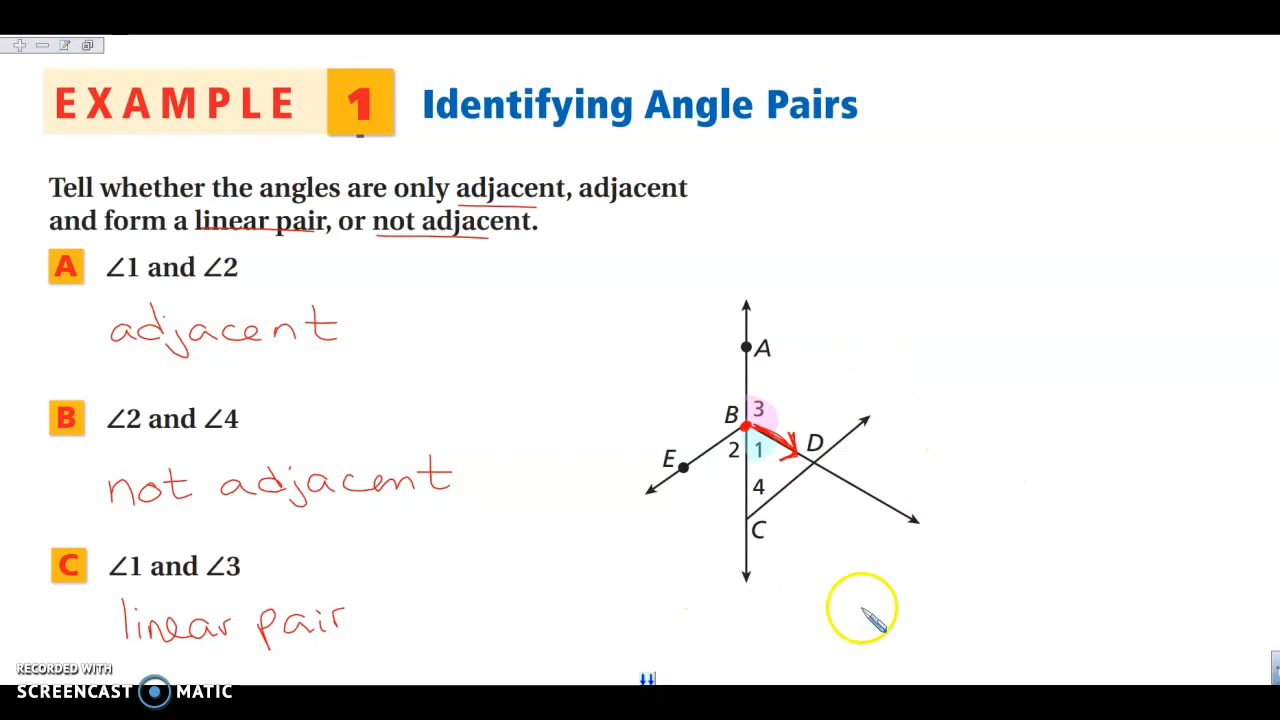 EXAMPLE 1 Identifying Angle Pairs
Tell whether the angles are only adjacent, adjacent
and form a linear pair, or not adjacent.
A ∠1 and ∠2
adjacent
B ∠2 and ∠4
not adjacent
C ∠1 and ∠3
linear pair
A
B 3
E 2 1 D
4
C
RECORDED WITH
SCREENCAST MATIC